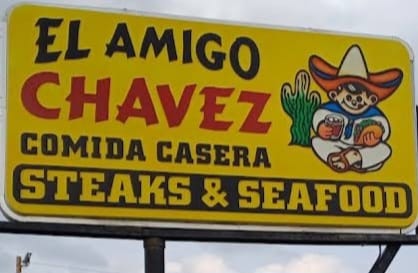 EL AMIGO
CHAVEZ
COMIDA CASERA
STEAKS & SEAFOOD